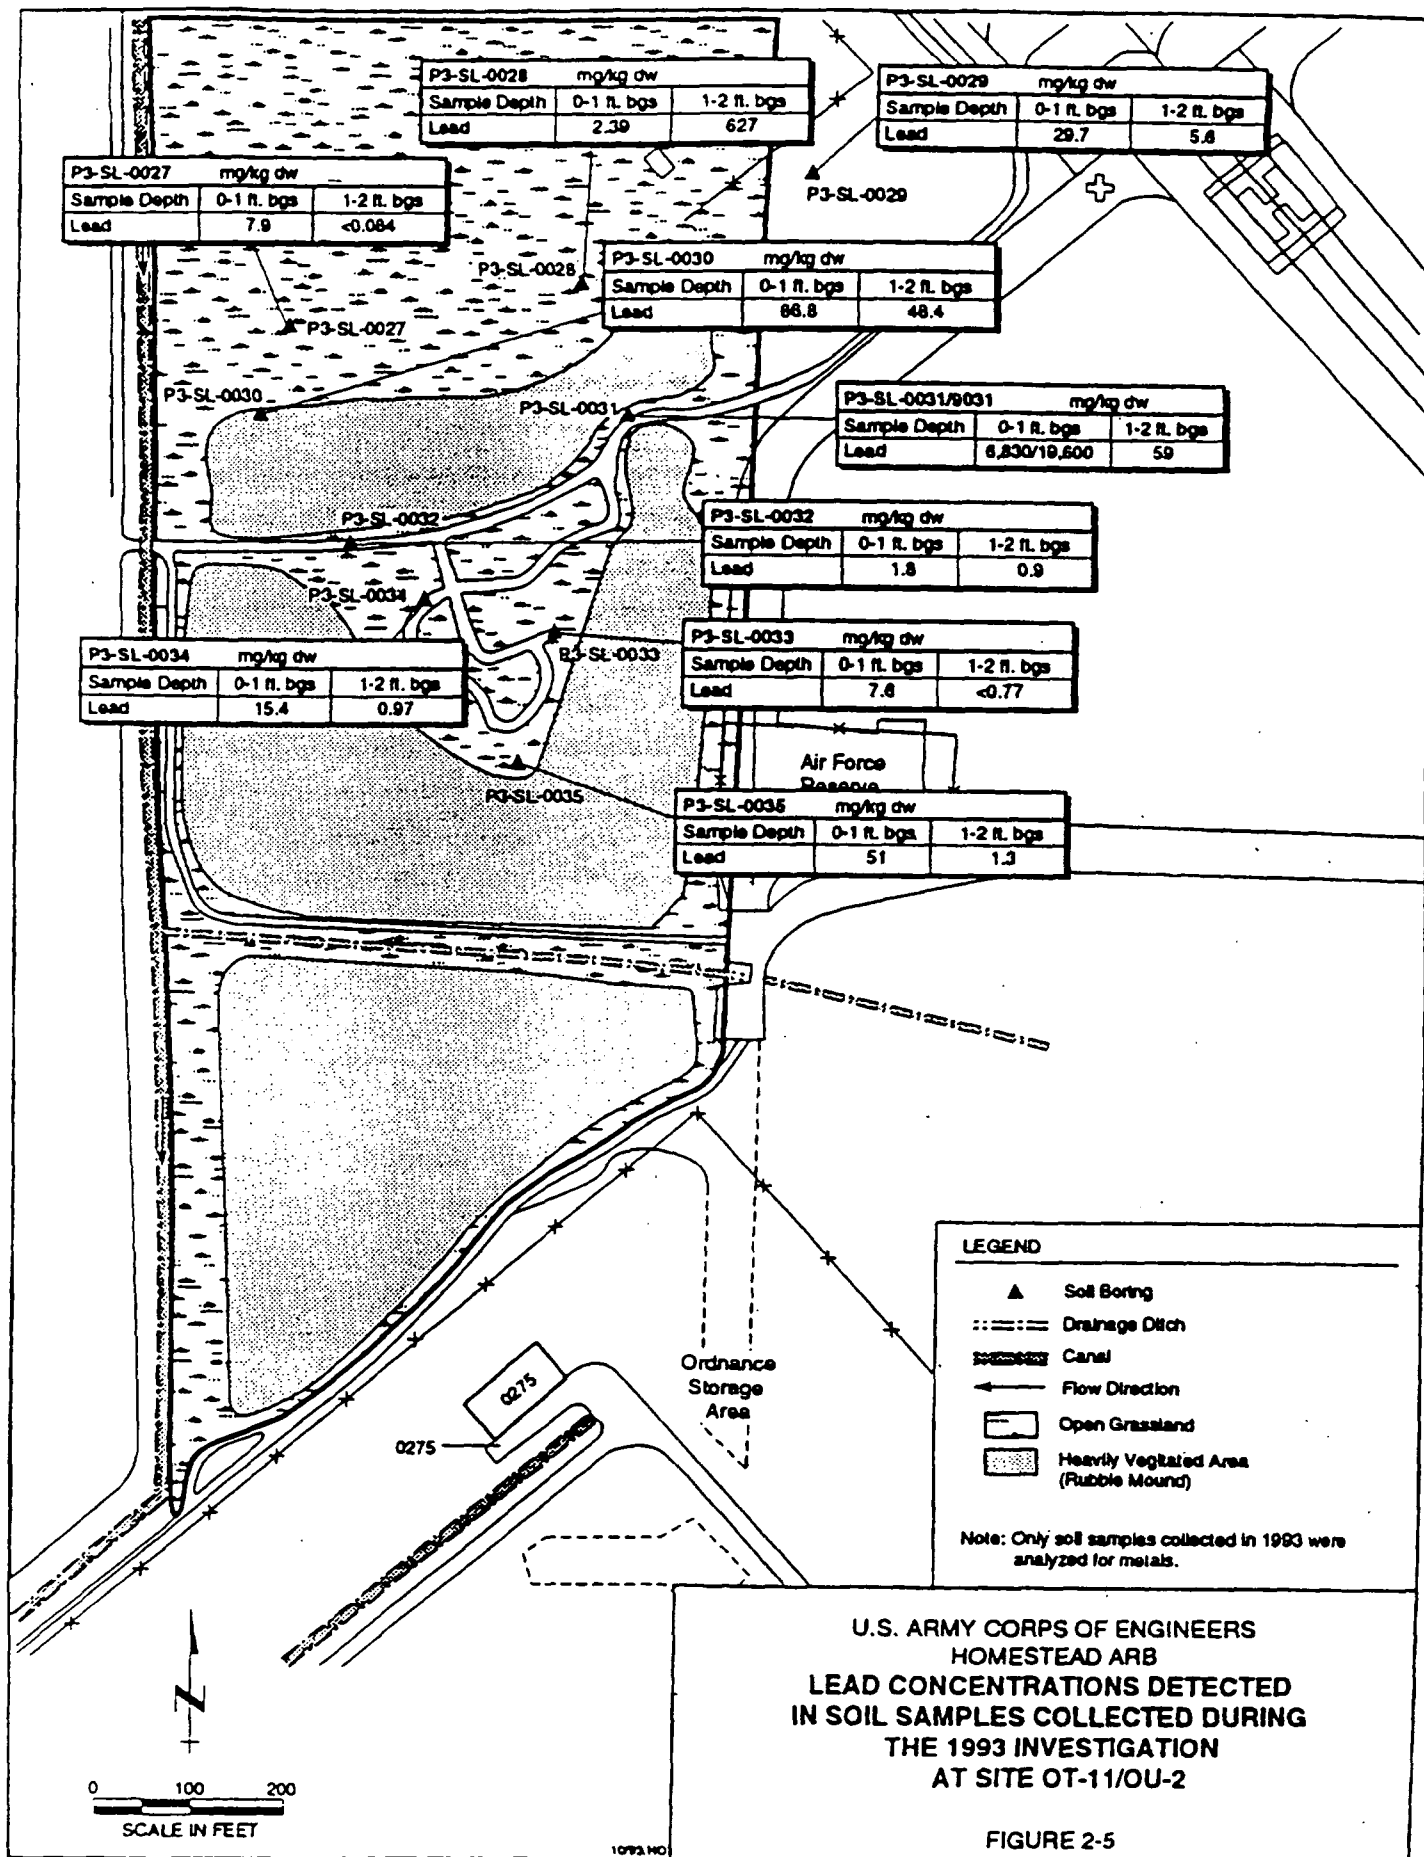 P3-SL-0028 mg/kg dw
Sample Depth 0-1 ft. bgs 1-2 ft. bgs
Lead 2.39 627
P3-SL-0029 mg/kg dw
Sample Depth 0-1 ft. bgs 1-2 ft. bgs
Lead 29.7 5.6
P3-SL-0029
P3-SL-0027 mg/kg dw
Sample Depth 0-1 ft. bgs 1-2 ft. bgs
Lead 7.9 <0.084
P3-SL-0028
P3-SL-0027
P3-SL-0030 mg/kg dw
Sample Depth 0-1 ft. bgs 1-2 ft. bgs
Lead 86.8 48.4
P3-SL-0030
P3-SL-0031
P3-SL-0031/9031 mg/kg dw
Sample Depth 0-1 ft. bgs 1-2 ft. bgs
Lead 6,830/19,600 59
P3-SL-0032
P3-SL-0032 mg/kg dw
Sample Depth 0-1 ft. bgs 1-2 ft. bgs
Lead 1.8 0.9
P3-SL-0034
P3-SL-0033 mg/kg dw
Sample Depth 0-1 ft. bgs 1-2 ft. bgs
Lead 7.6 <0.77
P3-SL-0033
P3-SL-0034 mg/kg dw
Sample Depth 0-1 ft. bgs 1-2 ft. bgs
Lead 15.4 0.97
Air Force
Reserve
P3-SL-0035
P3-SL-0035 mg/kg dw
Sample Depth 0-1 ft. bgs 1-2 ft. bgs
Lead 51 1.3
LEGEND
Soil Boring
Drainage Ditch
Canal
Flow Direction
Open Grassland
Heavily Vegitated Area
(Rubble Mound)
Note: Only soil samples collected in 1993 were
analyzed for metals.
Ordnance
Storage
Area
0275
0275
N
0 100 200
SCALE IN FEET
U.S. ARMY CORPS OF ENGINEERS
HOMESTEAD ARB
LEAD CONCENTRATIONS DETECTED
IN SOIL SAMPLES COLLECTED DURING
THE 1993 INVESTIGATION
AT SITE OT-11/OU-2
FIGURE 2-5